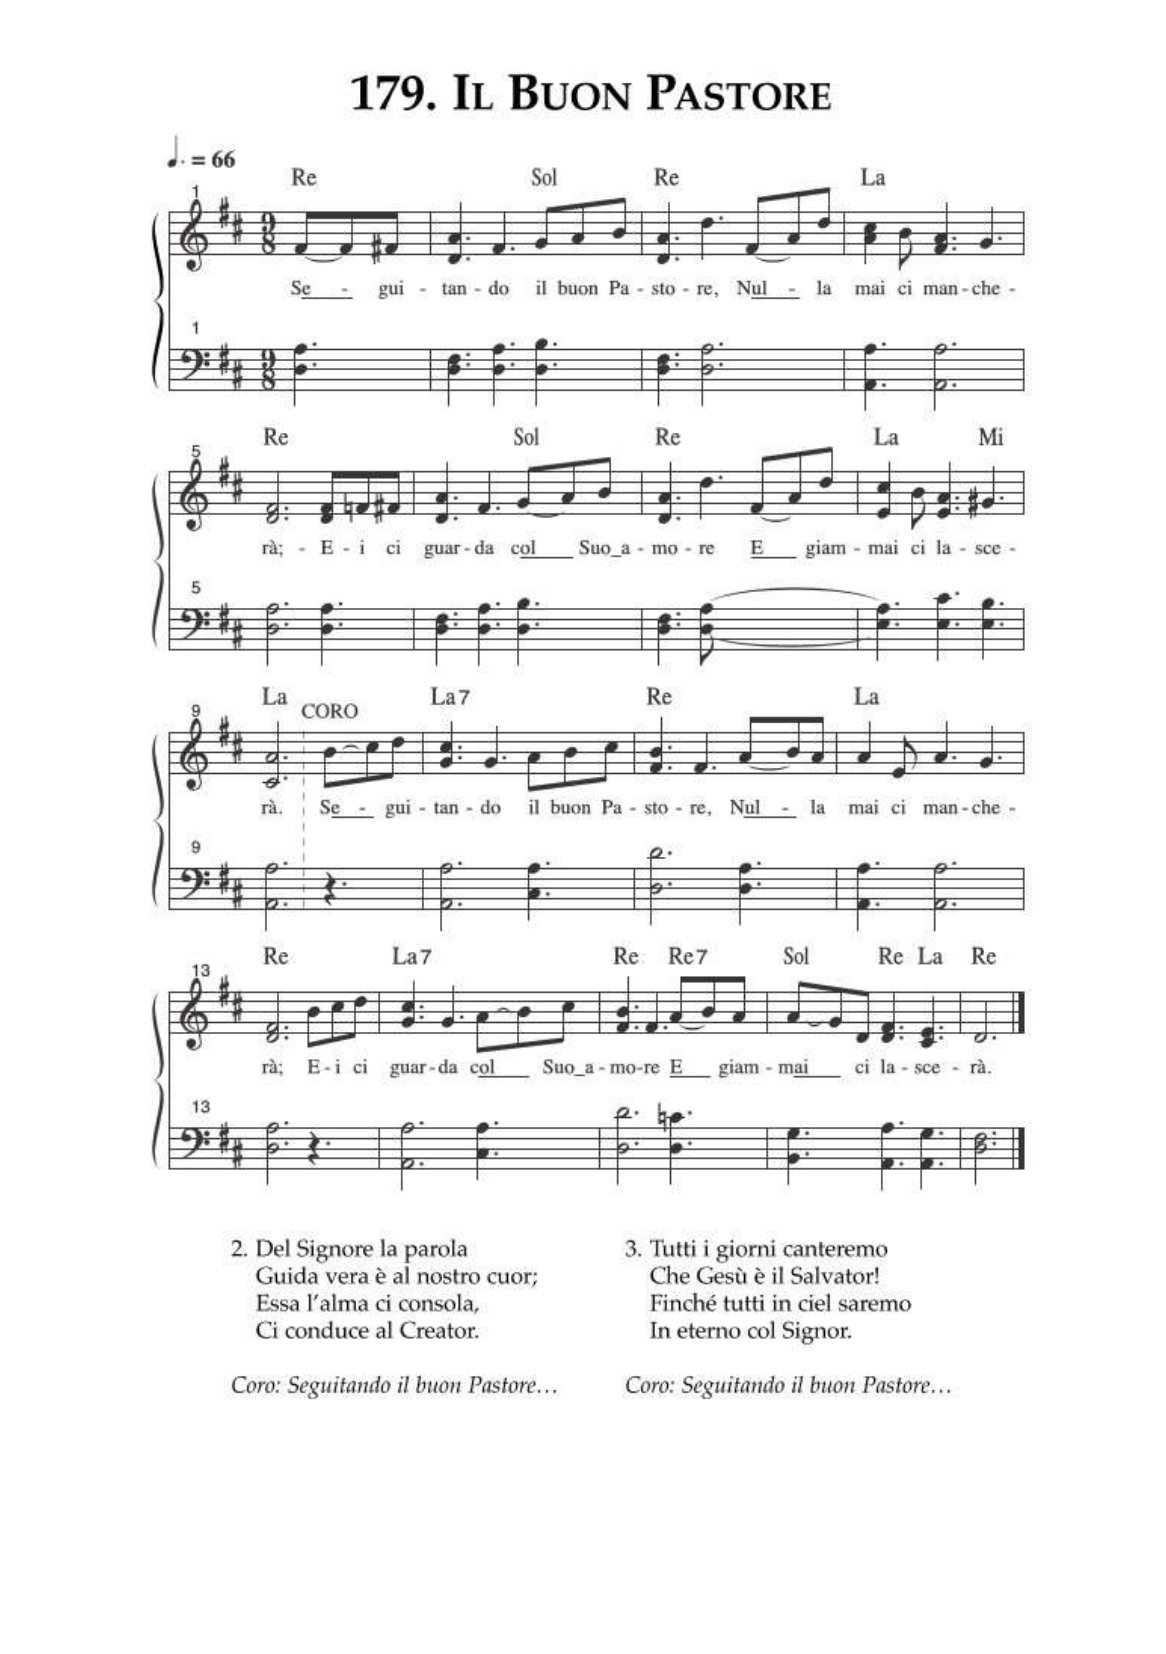 179. Il Buon Pastore
♩. = 66
Re Sol Re La
1
9 8
Se - gui - tan - do il buon Pa - sto - re, Nul - la mai ci man - che -
1
9 8
Re Sol Re La Mi
5
rà; - E - i ci guar - da col Suo_a - mo - re E giam - mai ci la - sce -
5
La CORO La7 Re La
9
rà. Se - gui - tan - do il buon Pa - sto - re, Nul - la mai ci man - che -
9
Re La7 Re Re7 Sol Re La Re
13
rà; E - i ci guar - da col Suo_a - mo - re E giam - mai ci la - sce - rà.
13
2. Del Signore la parola
Guida vera è al nostro cuor;
Essa l'alma ci consola,
Ci conduce al Creator.
Coro: Seguitando il buon Pastore…
3. Tutti i giorni canteremo
Che Gesù è il Salvator!
Finché tutti in ciel saremo
In eterno col Signor.
Coro: Seguitando il buon Pastore…